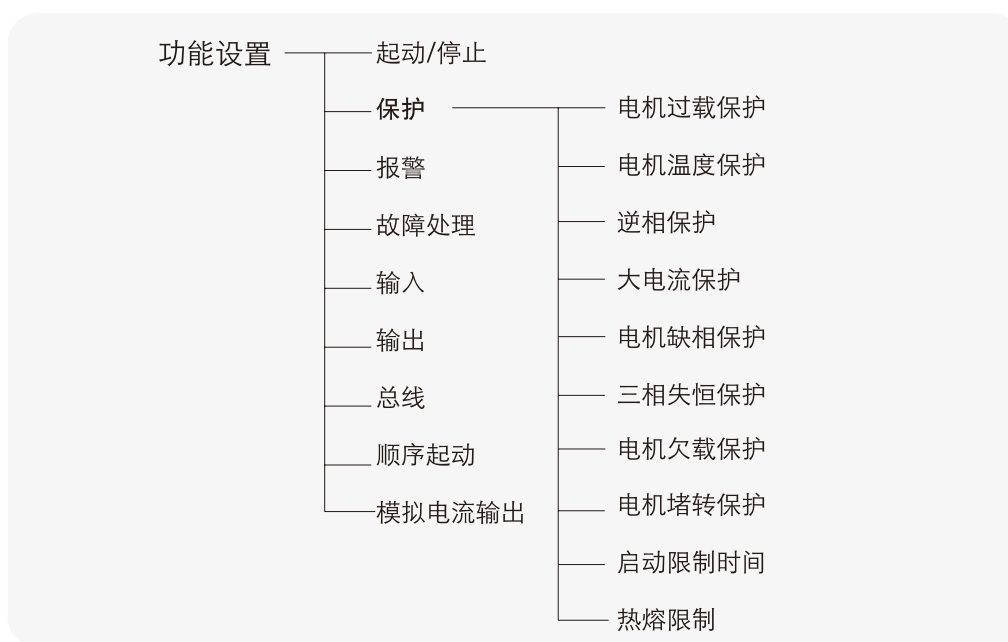 功能设置
起动/停止
保护
报警
故障处理
输入
输出
总线
顺序起动
模拟电流输出
电机过载保护
电机温度保护
逆相保护
大电流保护
电机缺相保护
三相失恒保护
电机欠载保护
电机堵转保护
启动限制时间
热熔限制